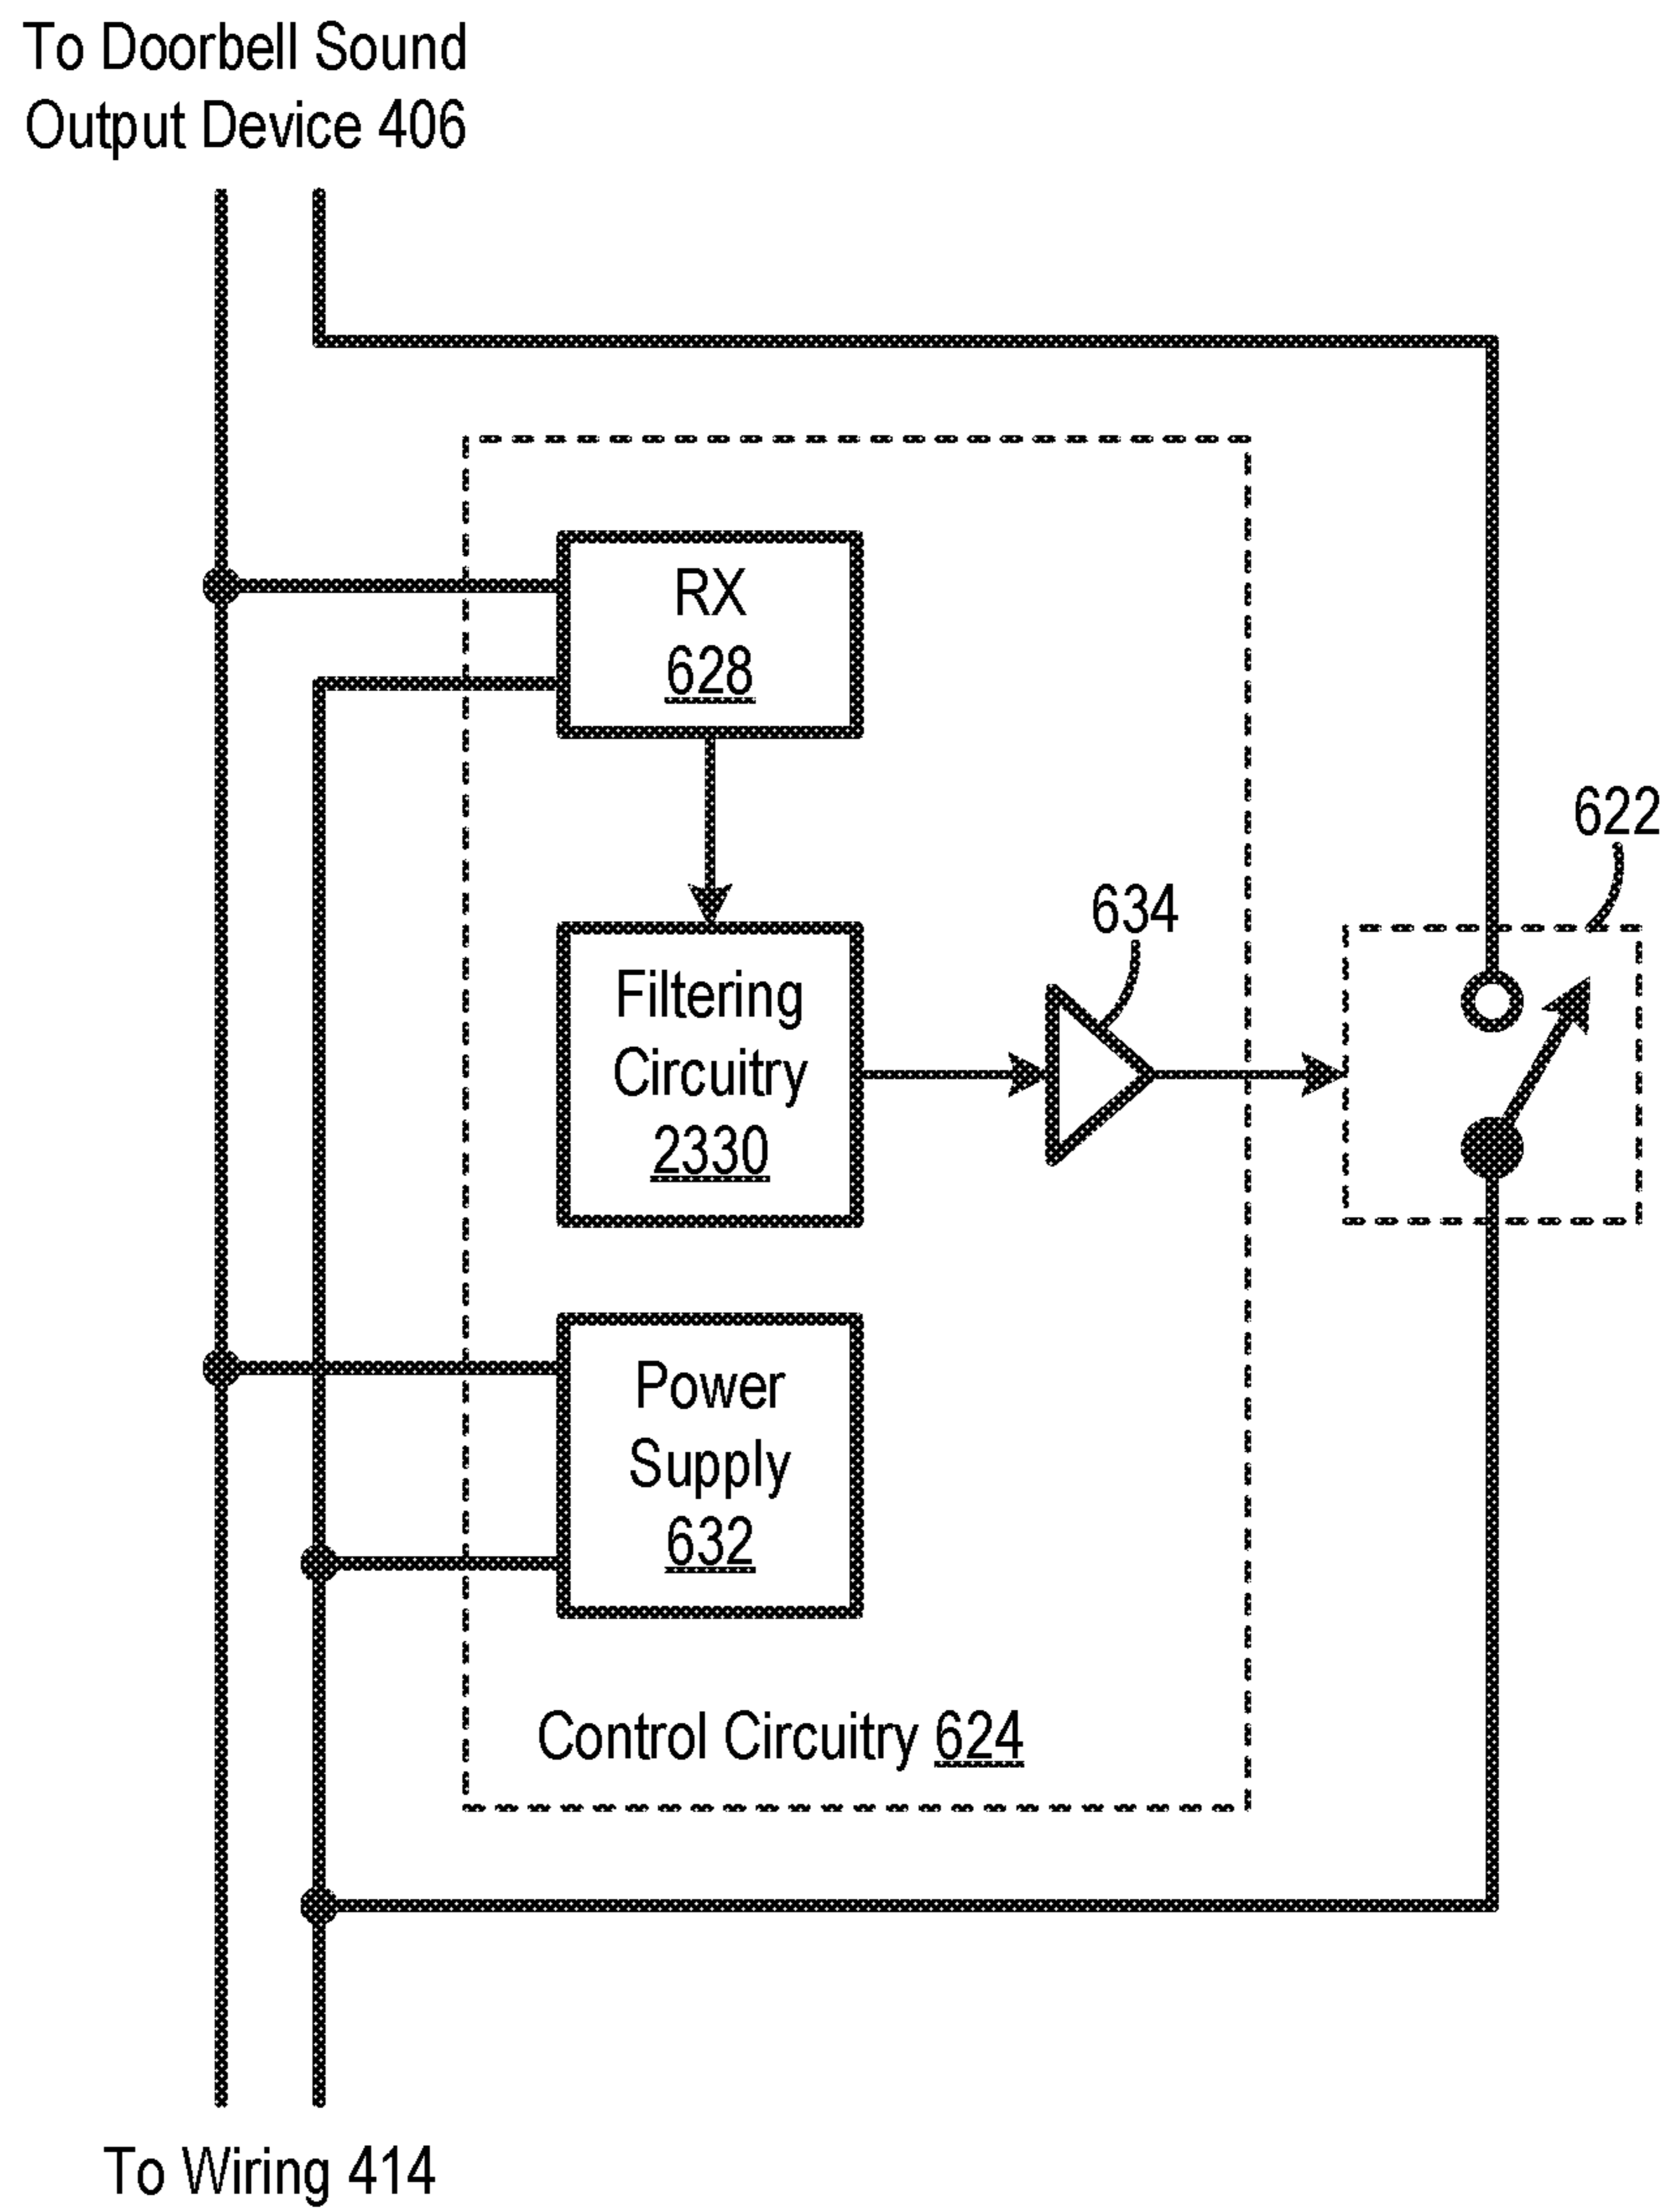 To Doorbell Sound
Output Device 406
RX
628
622
634
Filtering
Circuitry
2330
Power
Supply
632
Control Circuitry 624
To Wiring 414